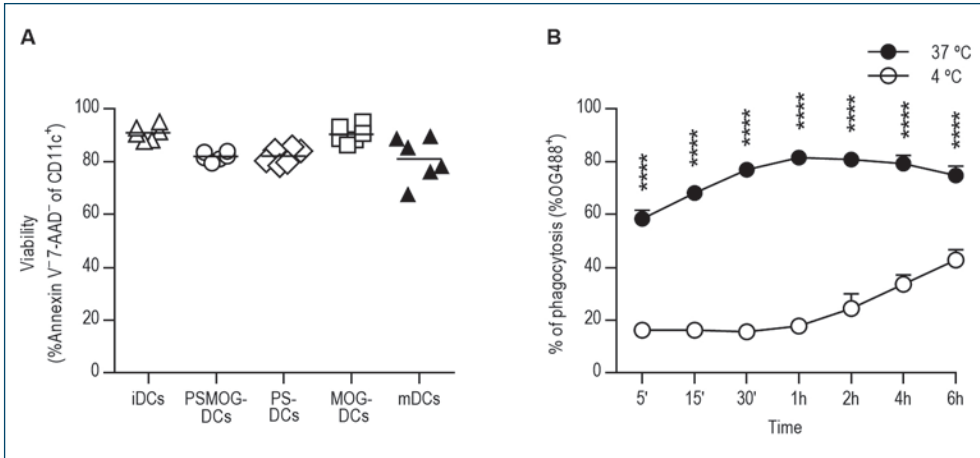 A
Viability
(%Annexin V⁻ 7-AAD⁻ of CD11c⁺)
100
80
60
40
20
0
iDCs
PSMOG-
DCs
PS-
DCs
MOG-
DCs
mDCs
B
37 ºC
4 ºC
% of phagocytosis (%OG488⁺)
100
80
60
40
20
0
****
****
****
****
****
****
****
5'
15'
30'
1h
2h
4h
6h
Time